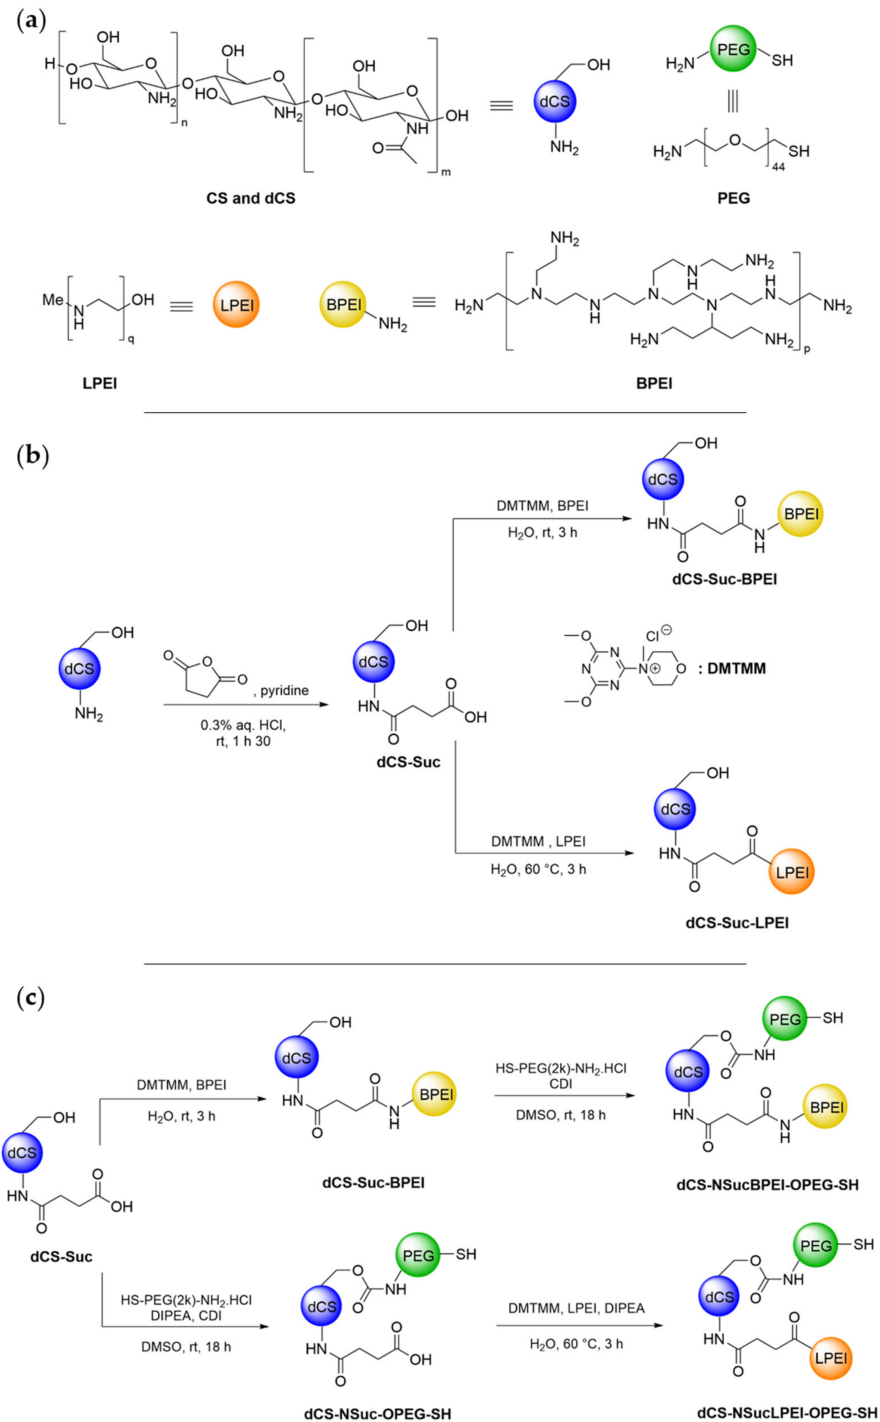 (a)
OH
OH
OH
H
O
O
HO
NH2
n
O
O
HO
NH2
O
O
HO
OH
NH
O
m
CS and dCS
OH
dCS
NH2
H2N
PEG
SH
H2N
O
SH
44
PEG
Me
N
H
OH
q
LPEI
LPEI
BPEI
NH2
NH2
H
N
NH2
H2N
N
N
H
N
N
H
N
NH2
H2N
NH2
p
BPEI
(b)
OH
dCS
NH2
O
O
O
, pyridine
0.3% aq. HCl,
rt, 1 h 30
OH
dCS
HN
O
O
OH
dCS-Suc
DMTMM, BPEI
H2O, rt, 3 h
OH
dCS
HN
O
O
N
H
BPEI
dCS-Suc-BPEI
O
N
N
N
O
N
⊕
O
Cl ⊖
: DMTMM
DMTMM , LPEI
H2O, 60 °C, 3 h
OH
dCS
HN
O
O
LPEI
dCS-Suc-LPEI
(c)
OH
dCS
HN
O
O
OH
dCS-Suc
DMTMM, BPEI
H2O, rt, 3 h
OH
dCS
HN
O
O
N
H
BPEI
dCS-Suc-BPEI
HS-PEG(2k)-NH2.HCl
CDI
DMSO, rt, 18 h
PEG
SH
O
O
NH
dCS
HN
O
O
N
H
BPEI
dCS-NSucBPEI-OPEG-SH
HS-PEG(2k)-NH2.HCl
DIPEA, CDI
DMSO, rt, 18 h
PEG
SH
O
O
NH
dCS
HN
O
O
OH
dCS-NSuc-OPEG-SH
DMTMM, LPEI, DIPEA
H2O, 60 °C, 3 h
PEG
SH
O
O
NH
dCS
HN
O
O
LPEI
dCS-NSucLPEI-OPEG-SH